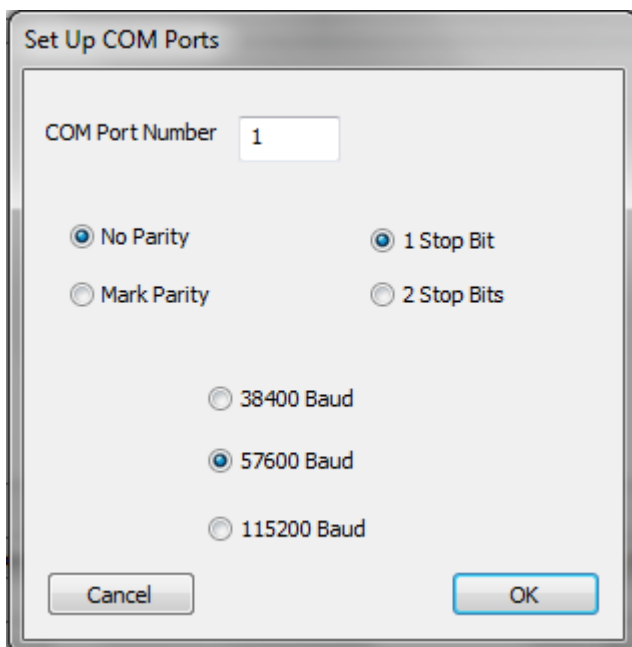 Set Up COM Ports
COM Port Number 1
No Parity 1 Stop Bit
Mark Parity 2 Stop Bits
38400 Baud
57600 Baud
115200 Baud
Cancel OK